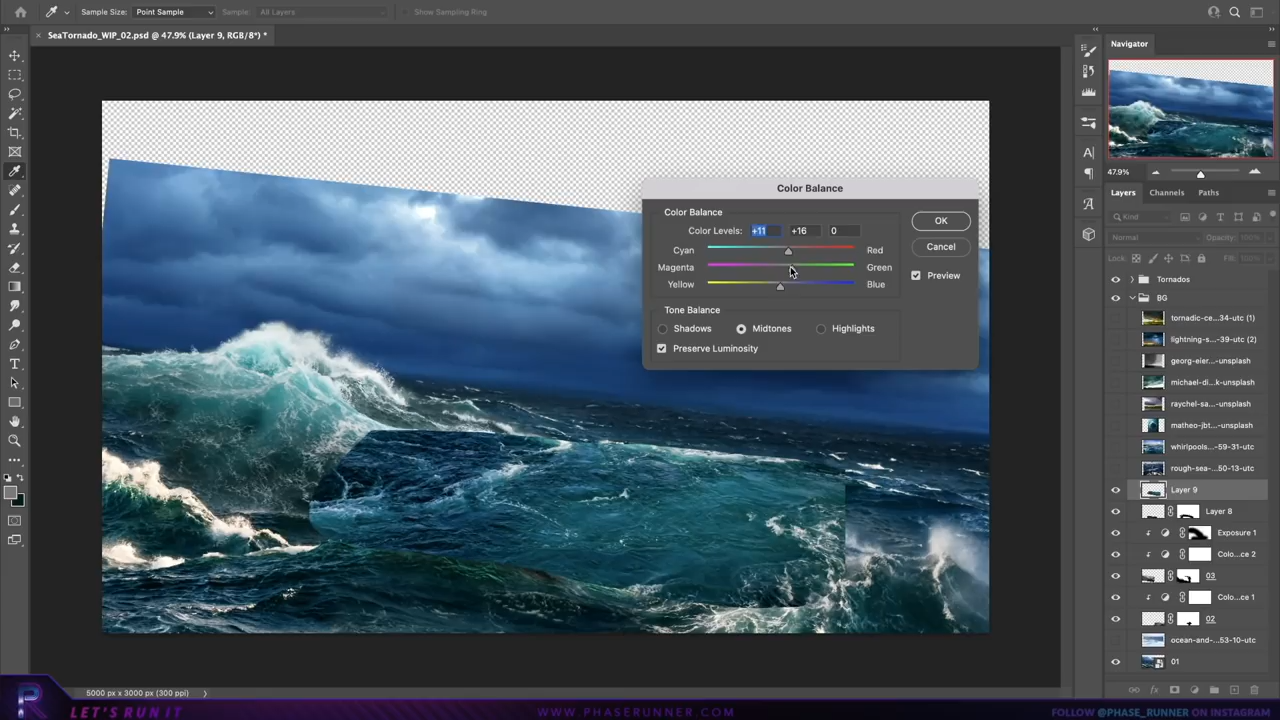 Sample Size: Point Sample Sample: All Layers Show Sampling Ring
SeaTornado_WIP_02.psd @ 47.9% (Layer 9, RGB/8*) *
Navigator
47.9%
Layers Channels Paths
Kind
Normal Opacity: 100%
Lock: Fill: 100%
Tornados
BG
tornadic-ce...34-utc (1)
lightning-s...39-utc (2)
georg-eier...-unsplash
michael-di...k-unsplash
raychel-sa...-unsplash
matheo-jbt...-unsplash
whirlpools...-59-31-utc
rough-sea-...50-13-utc
Layer 9
Layer 8
Exposure 1
Colo...ce 2
03
Colo...ce 1
02
ocean-and-...53-10-utc
01
Color Balance
Color Balance
Color Levels: +11 +16 0
Cyan Red
Magenta Green
Yellow Blue
Tone Balance
Shadows Midtones Highlights
Preserve Luminosity
OK
Cancel
Preview
5000 px x 3000 px (300 ppi)
LET'S RUN IT
WWW.PHASERUNNER.COM
FOLLOW @PHASE_RUNNER ON INSTAGRAM